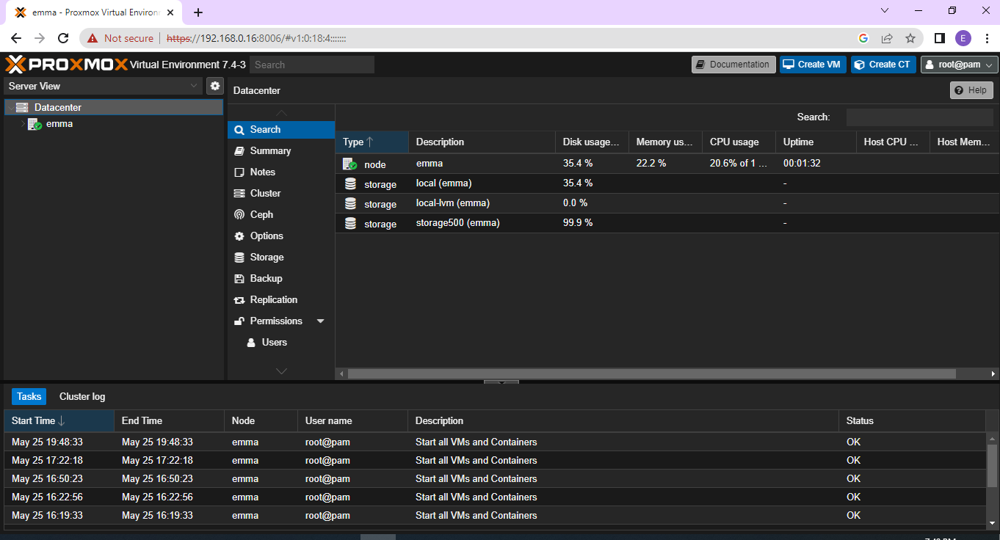 emma - Proxmox Virtual Environ
Not secure https://192.168.0.16:8006/#v1:0:18:4:::::::
E
PROXMOX Virtual Environment 7.4-3 Search Documentation Create VM Create CT root@pam
Server View
Datacenter
emma
Datacenter Help
Search
Summary
Notes
Cluster
Ceph
Options
Storage
Backup
Replication
Permissions
Users
Search:
Type Description Disk usage... Memory us... CPU usage Uptime Host CPU ... Host Mem...
node emma 35.4 % 22.2 % 20.6% of 1 ... 00:01:32
storage local (emma) 35.4 % -
storage local-lvm (emma) 0.0 % -
storage storage500 (emma) 99.9 % -
Tasks Cluster log
Start Time End Time Node User name Description Status
May 25 19:48:33 May 25 19:48:33 emma root@pam Start all VMs and Containers OK
May 25 17:22:18 May 25 17:22:18 emma root@pam Start all VMs and Containers OK
May 25 16:50:23 May 25 16:50:23 emma root@pam Start all VMs and Containers OK
May 25 16:22:56 May 25 16:22:56 emma root@pam Start all VMs and Containers OK
May 25 16:19:33 May 25 16:19:33 emma root@pam Start all VMs and Containers OK